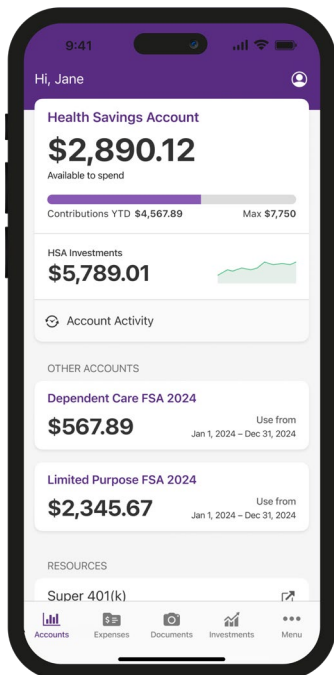 9:41
Hi, Jane
Health Savings Account
$2,890.12
Available to spend
Contributions YTD $4,567.89 Max $7,750
HSA Investments
$5,789.01
Account Activity
OTHER ACCOUNTS
Dependent Care FSA 2024
$567.89
Use from
Jan 1, 2024 – Dec 31, 2024
Limited Purpose FSA 2024
$2,345.67
Use from
Jan 1, 2024 – Dec 31, 2024
RESOURCES
Super 401(k)
Accounts Expenses Documents Investments Menu